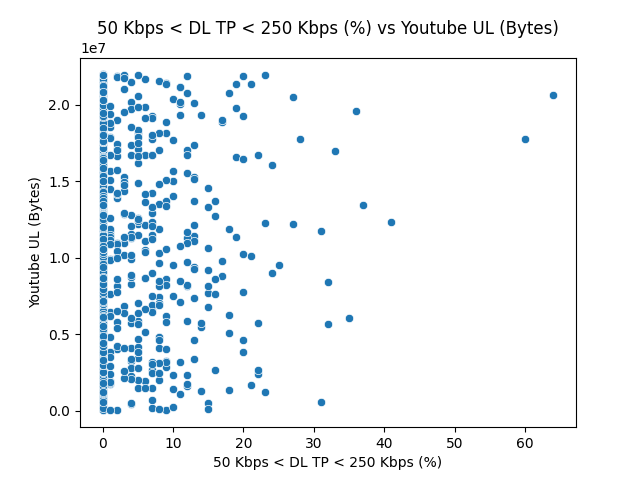 50 Kbps < DL TP < 250 Kbps (%) vs Youtube UL (Bytes)
1e7
2.0
1.5
1.0
0.5
0.0
Youtube UL (Bytes)
0 10 20 30 40 50 60
50 Kbps < DL TP < 250 Kbps (%)